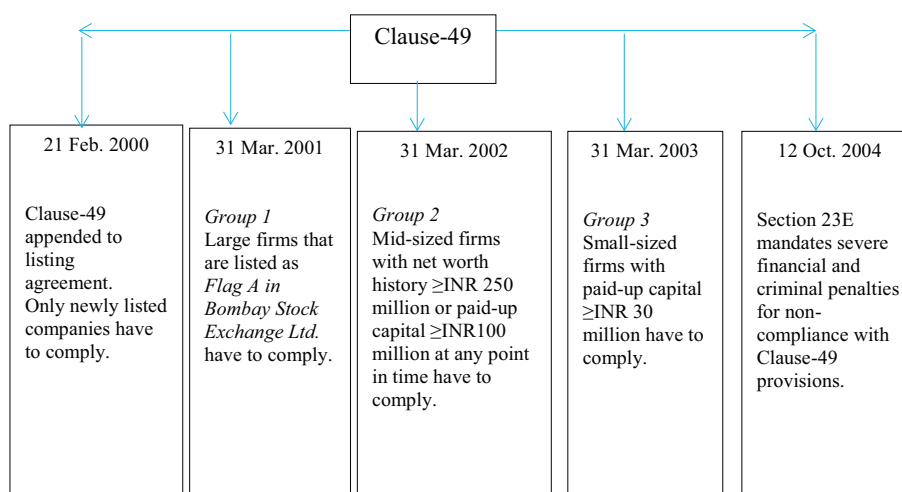 Clause-49
21 Feb. 2000
Clause-49
appended to
listing
agreement.
Only newly listed
companies have
to comply.
31 Mar. 2001
Group 1
Large firms that
are listed as
Flag A in
Bombay Stock
Exchange Ltd.
have to comply.
31 Mar. 2002
Group 2
Mid-sized firms
with net worth
history ≥INR 250
million or paid-up
capital ≥INR100
million at any point
in time have to
comply.
31 Mar. 2003
Group 3
Small-sized
firms with
paid-up capital
≥INR 30
million have to
comply.
12 Oct. 2004
Section 23E
mandates severe
financial and
criminal penalties
for non-
compliance with
Clause-49
provisions.